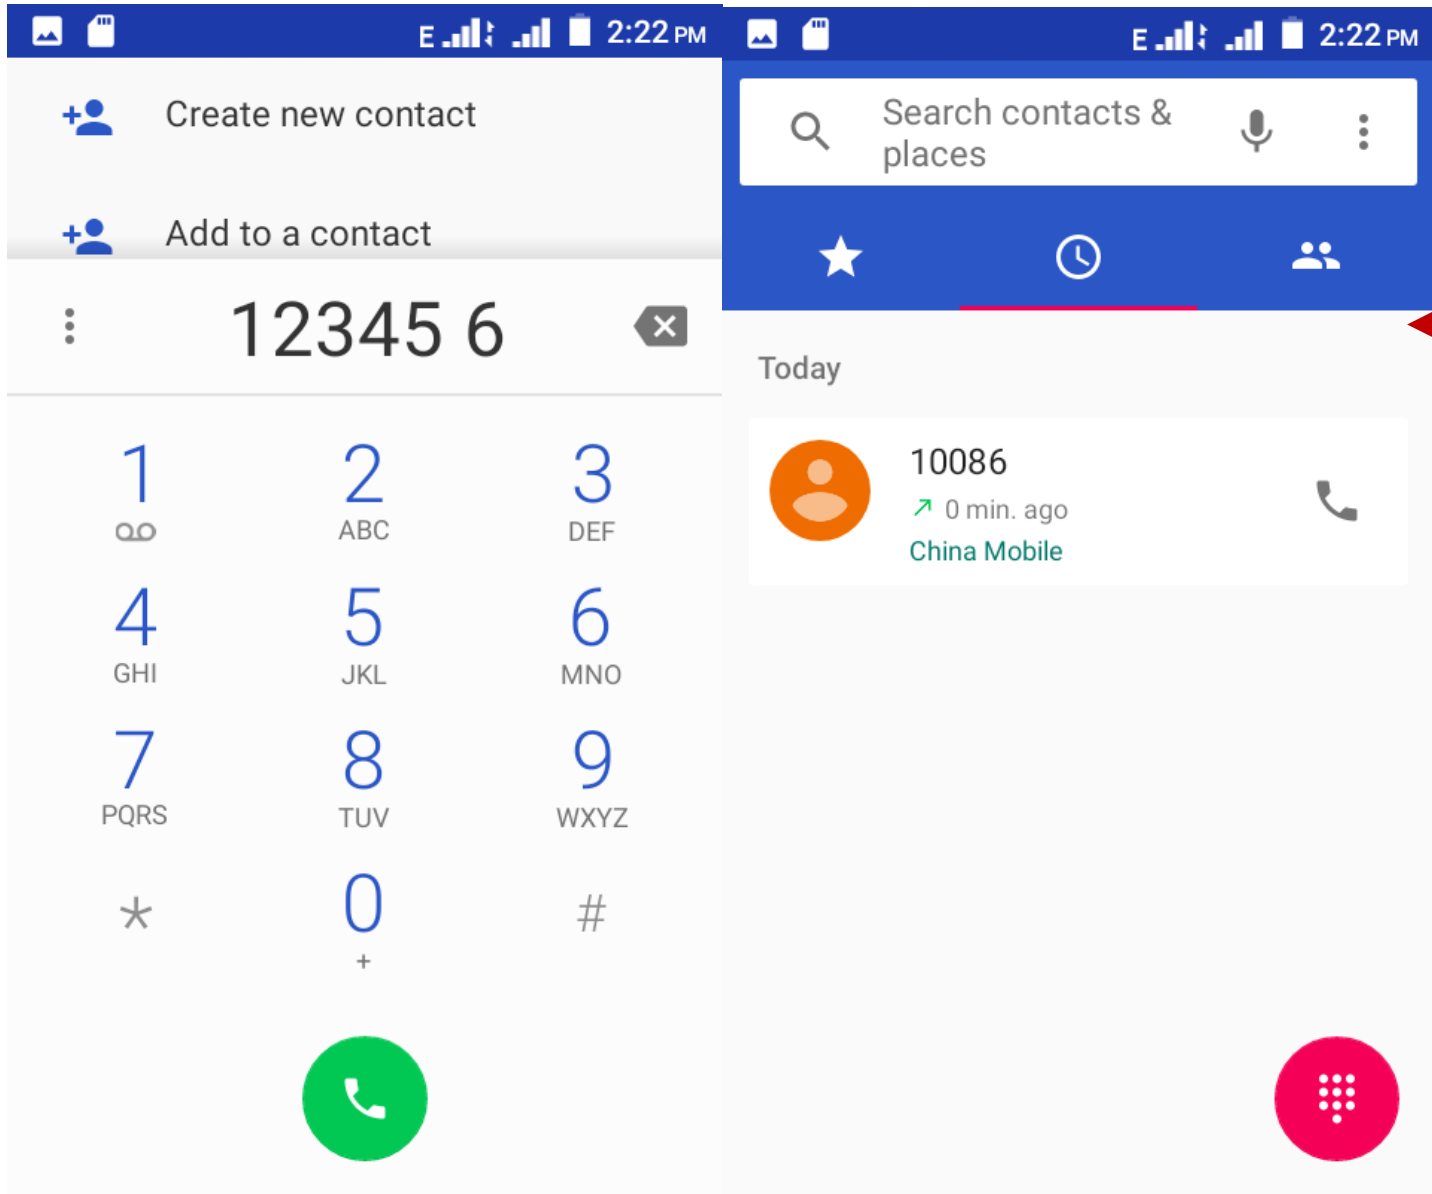 E 2:22 PM
Create new contact
Add to a contact
12345 6
1 2 3
ABC DEF
4 5 6
GHI JKL MNO
7 8 9
PQRS TUV WXYZ
* 0 #
+
E 2:22 PM
Search contacts &
places
Today
10086
0 min. ago
China Mobile